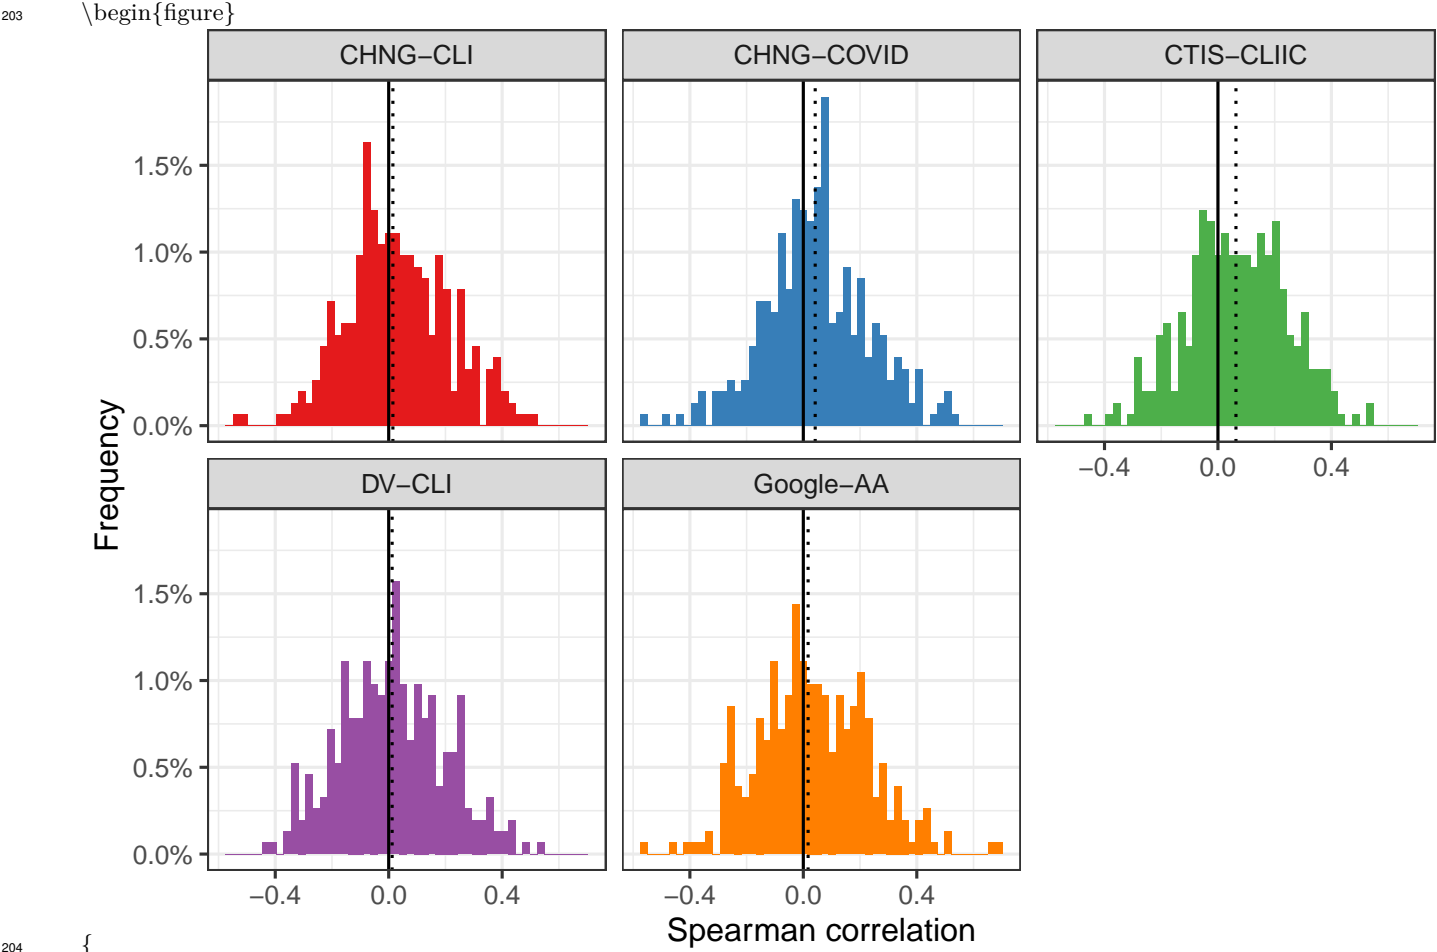 203 \begin{figure}
CHNG−CLI CHNG−COVID CTIS−CLIIC
1.5%
1.0%
0.5%
0.0%
−0.4 0.0 0.4
DV−CLI Google−AA
Frequency
1.5%
1.0%
0.5%
0.0%
−0.4 0.0 0.4 −0.4 0.0 0.4
Spearman correlation
204 {